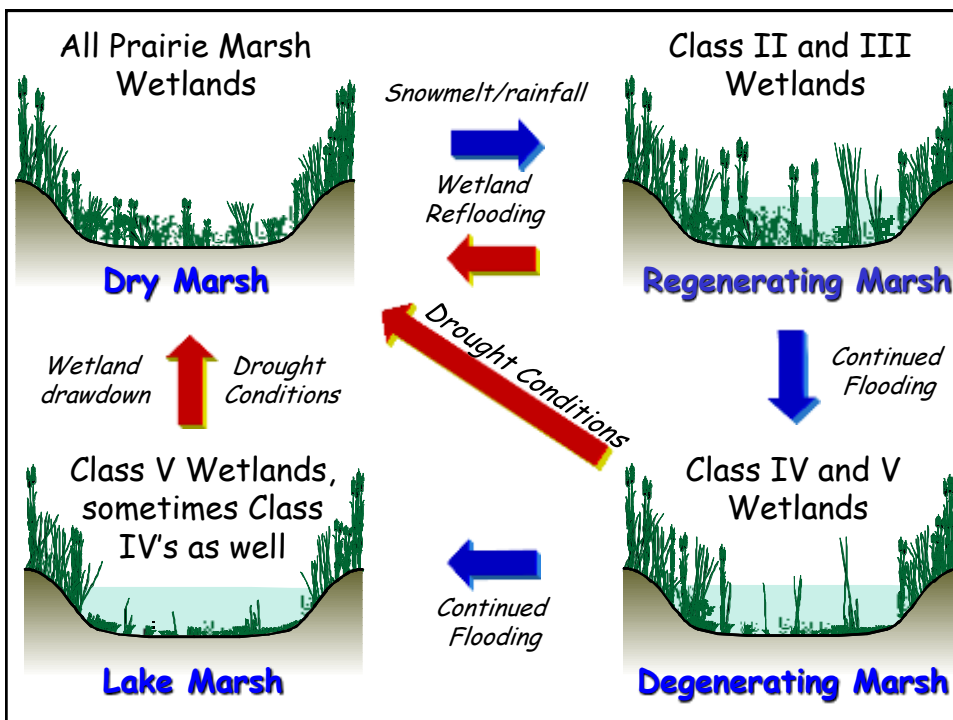 All Prairie Marsh
Wetlands
Snowmelt/rainfall
Class II and III
Wetlands
Wetland
Reflooding
Dry Marsh
Regenerating Marsh
Drought Conditions
Wetland
drawdown
Drought
Conditions
Continued
Flooding
Class V Wetlands,
sometimes Class
IV's as well
Class IV and V
Wetlands
Continued
Flooding
Lake Marsh
Degenerating Marsh